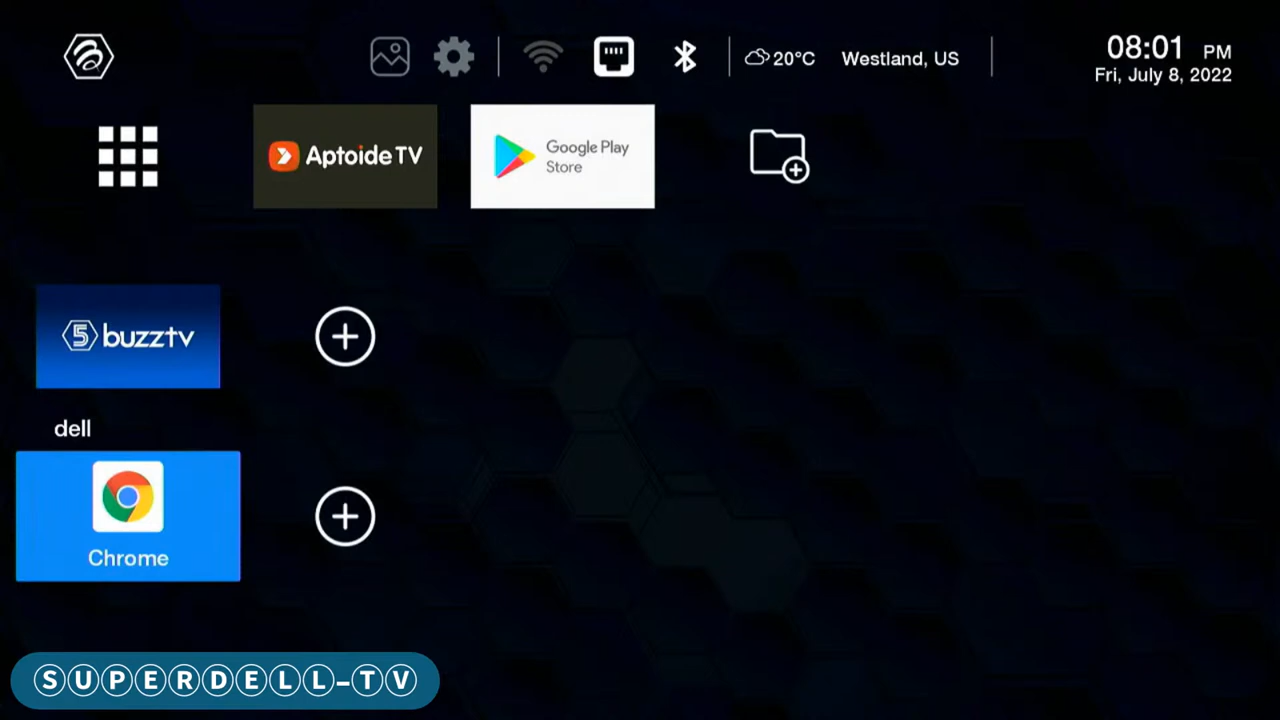 20°C
Westland, US
08:01 PM
Fri, July 8, 2022
Aptoide TV
Google Play
Store
5 buzztv
dell
Chrome
SUPERDELL-TV